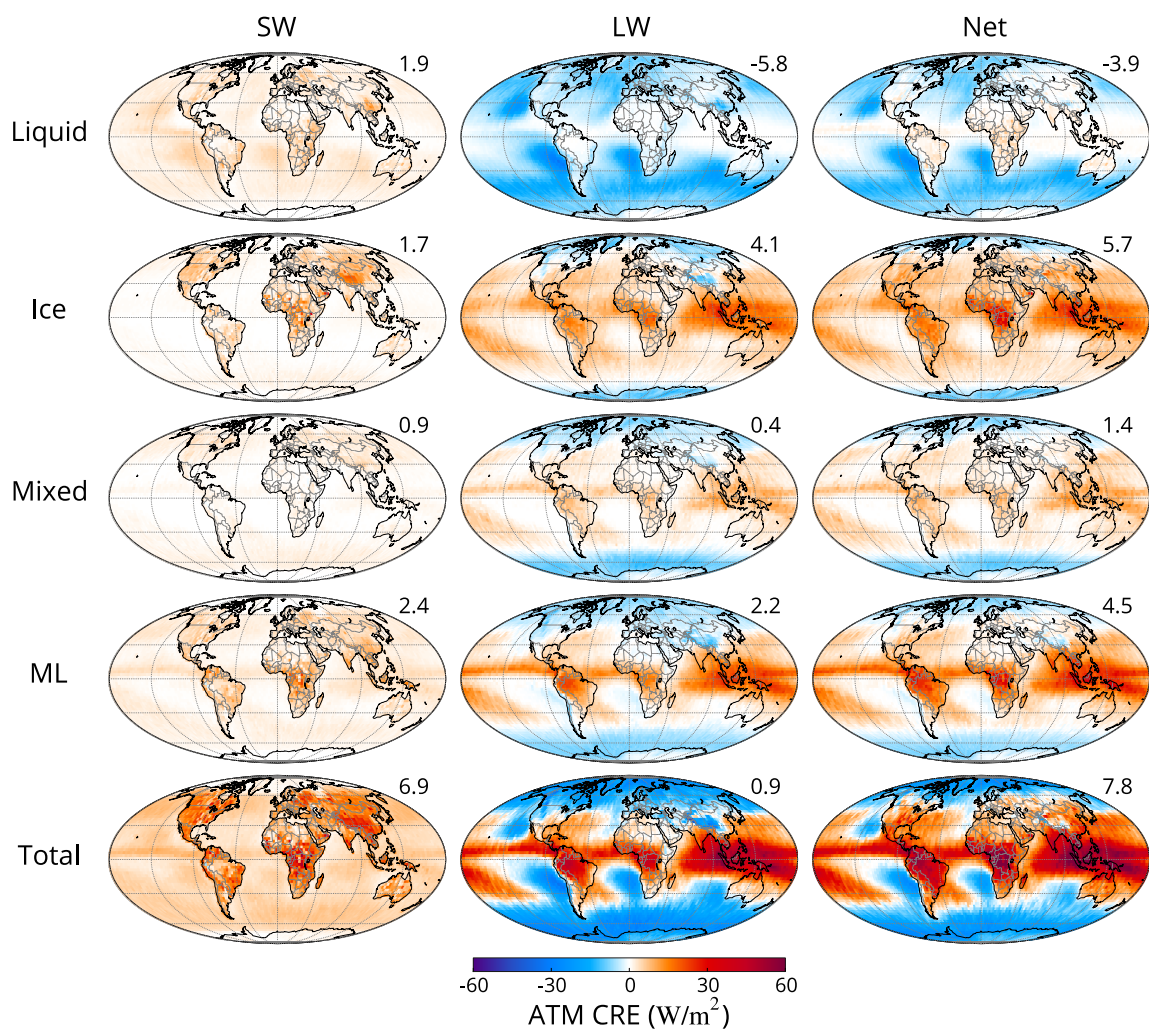 SW LW Net
Liquid 1.9 -5.8 -3.9
Ice 1.7 4.1 5.7
Mixed 0.9 0.4 1.4
ML 2.4 2.2 4.5
Total 6.9 0.9 7.8
-60 -30 0 30 60
ATM CRE (W/m²)